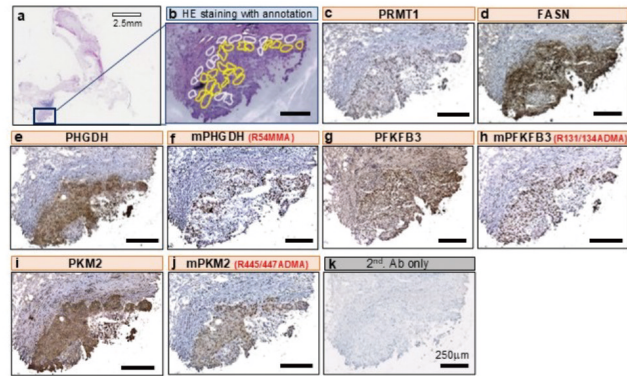 a
2.5mm
b HE staining with annotation
c PRMT1
d FASN
e PHGDH
f mPHGDH (R54MMA)
g PFKFB3
h mPFKFB3 (R131/134ADMA)
i PKM2
j mPKM2 (R445/447ADMA)
k 2nd. Ab only
250μm